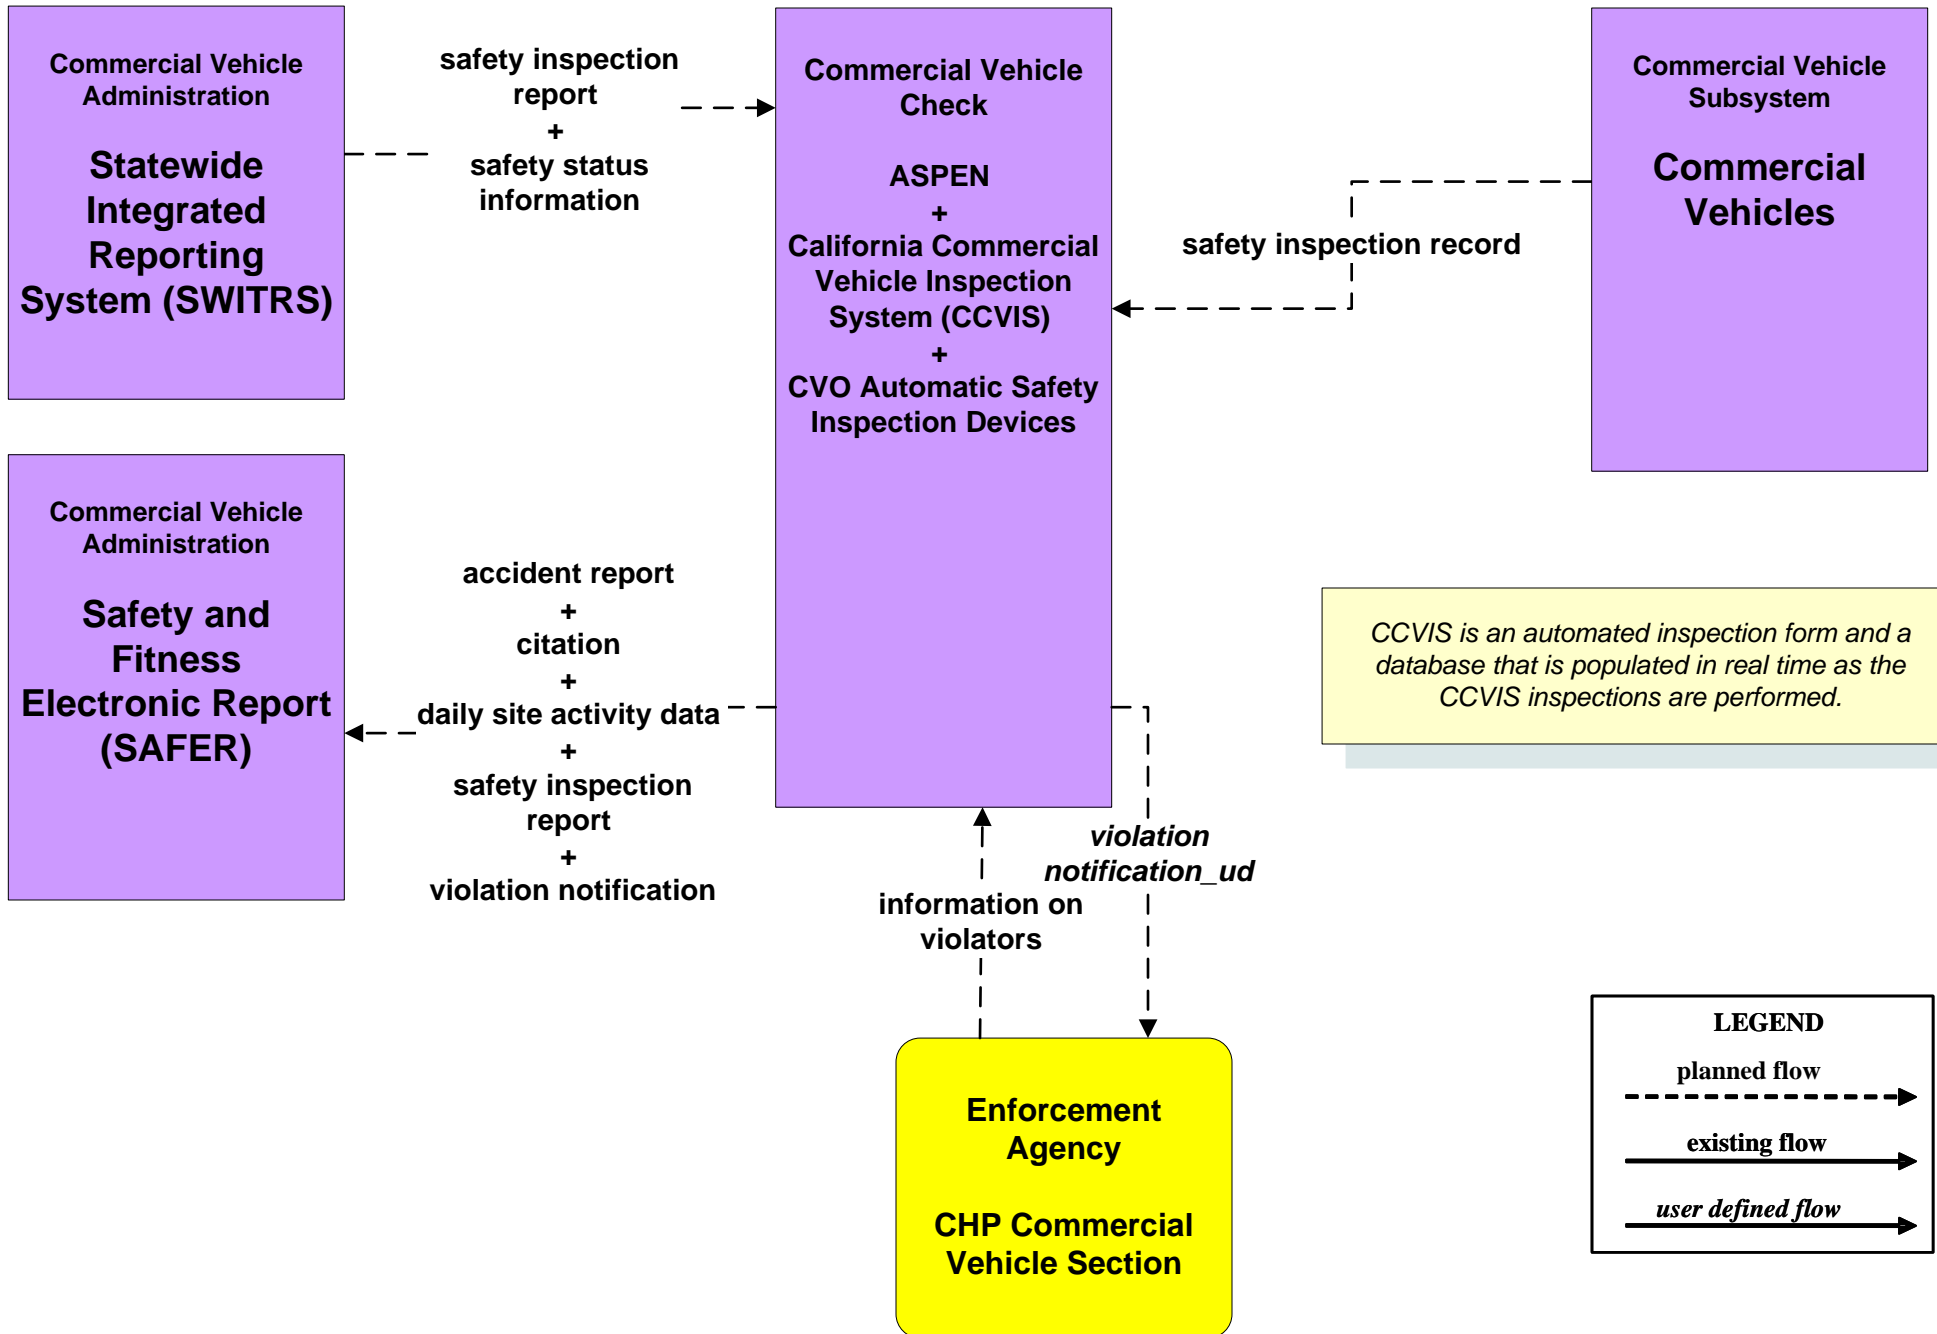 Commercial Vehicle
Administration
Statewide
Integrated
Reporting
System (SWITRS)
safety inspection
report
+
safety status
information
Commercial Vehicle
Check
ASPEN
+
California Commercial
Vehicle Inspection
System (CCVIS)
+
CVO Automatic Safety
Inspection Devices
safety inspection record
Commercial Vehicle
Subsystem
Commercial
Vehicles
Commercial Vehicle
Administration
Safety and
Fitness
Electronic Report
(SAFER)
accident report
+
citation
+
daily site activity data
+
safety inspection
report
+
violation notification
information on
violators
violation
notification_ud
CCVIS is an automated inspection form and a
database that is populated in real time as the
CCVIS inspections are performed.
Enforcement
Agency
CHP Commercial
Vehicle Section
LEGEND
planned flow
existing flow
user defined flow